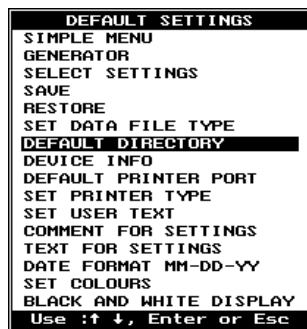 DEFAULT SETTINGS
SIMPLE MENU
GENERATOR
SELECT SETTINGS
SAVE
RESTORE
SET DATA FILE TYPE
DEFAULT DIRECTORY
DEVICE INFO
DEFAULT PRINTER PORT
SET PRINTER TYPE
SET USER TEXT
COMMENT FOR SETTINGS
TEXT FOR SETTINGS
DATE FORMAT MM-DD-YY
SET COLOURS
BLACK AND WHITE DISPLAY
Use :↑ ↓, Enter or Esc